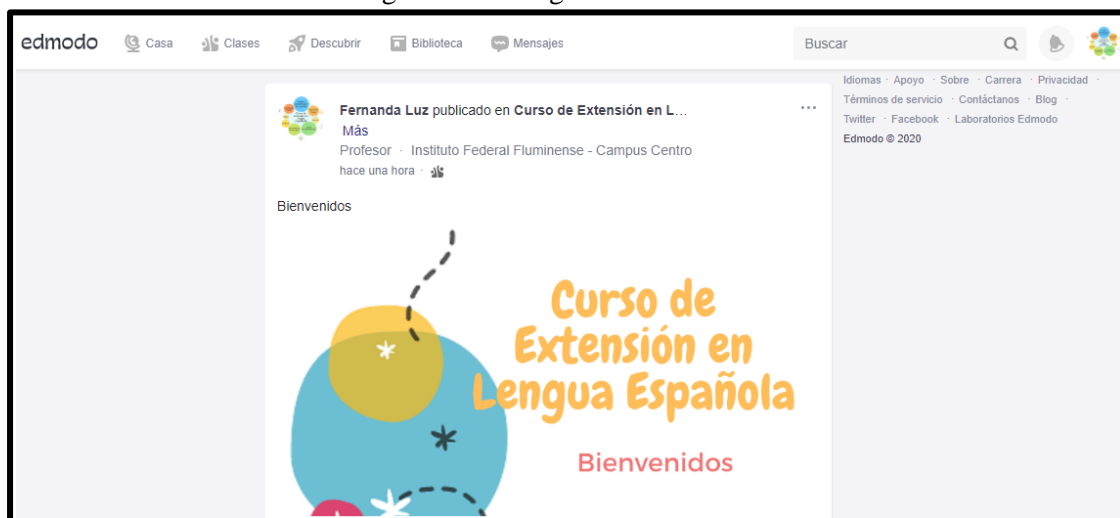 edmodo Casa Clases Descubrir Biblioteca Mensajes Buscar
Idiomas · Apoyo · Sobre · Carrera · Privacidad ·
Términos de servicio · Contáctanos · Blog ·
Twitter · Facebook · Laboratorios Edmodo
Edmodo © 2020
Fernanda Luz publicado en Curso de Extensión en L... ...
Más
Profesor · Instituto Federal Fluminense - Campus Centro
hace una hora ·
Bienvenidos
Curso de
Extensión en
Lengua Española
Bienvenidos